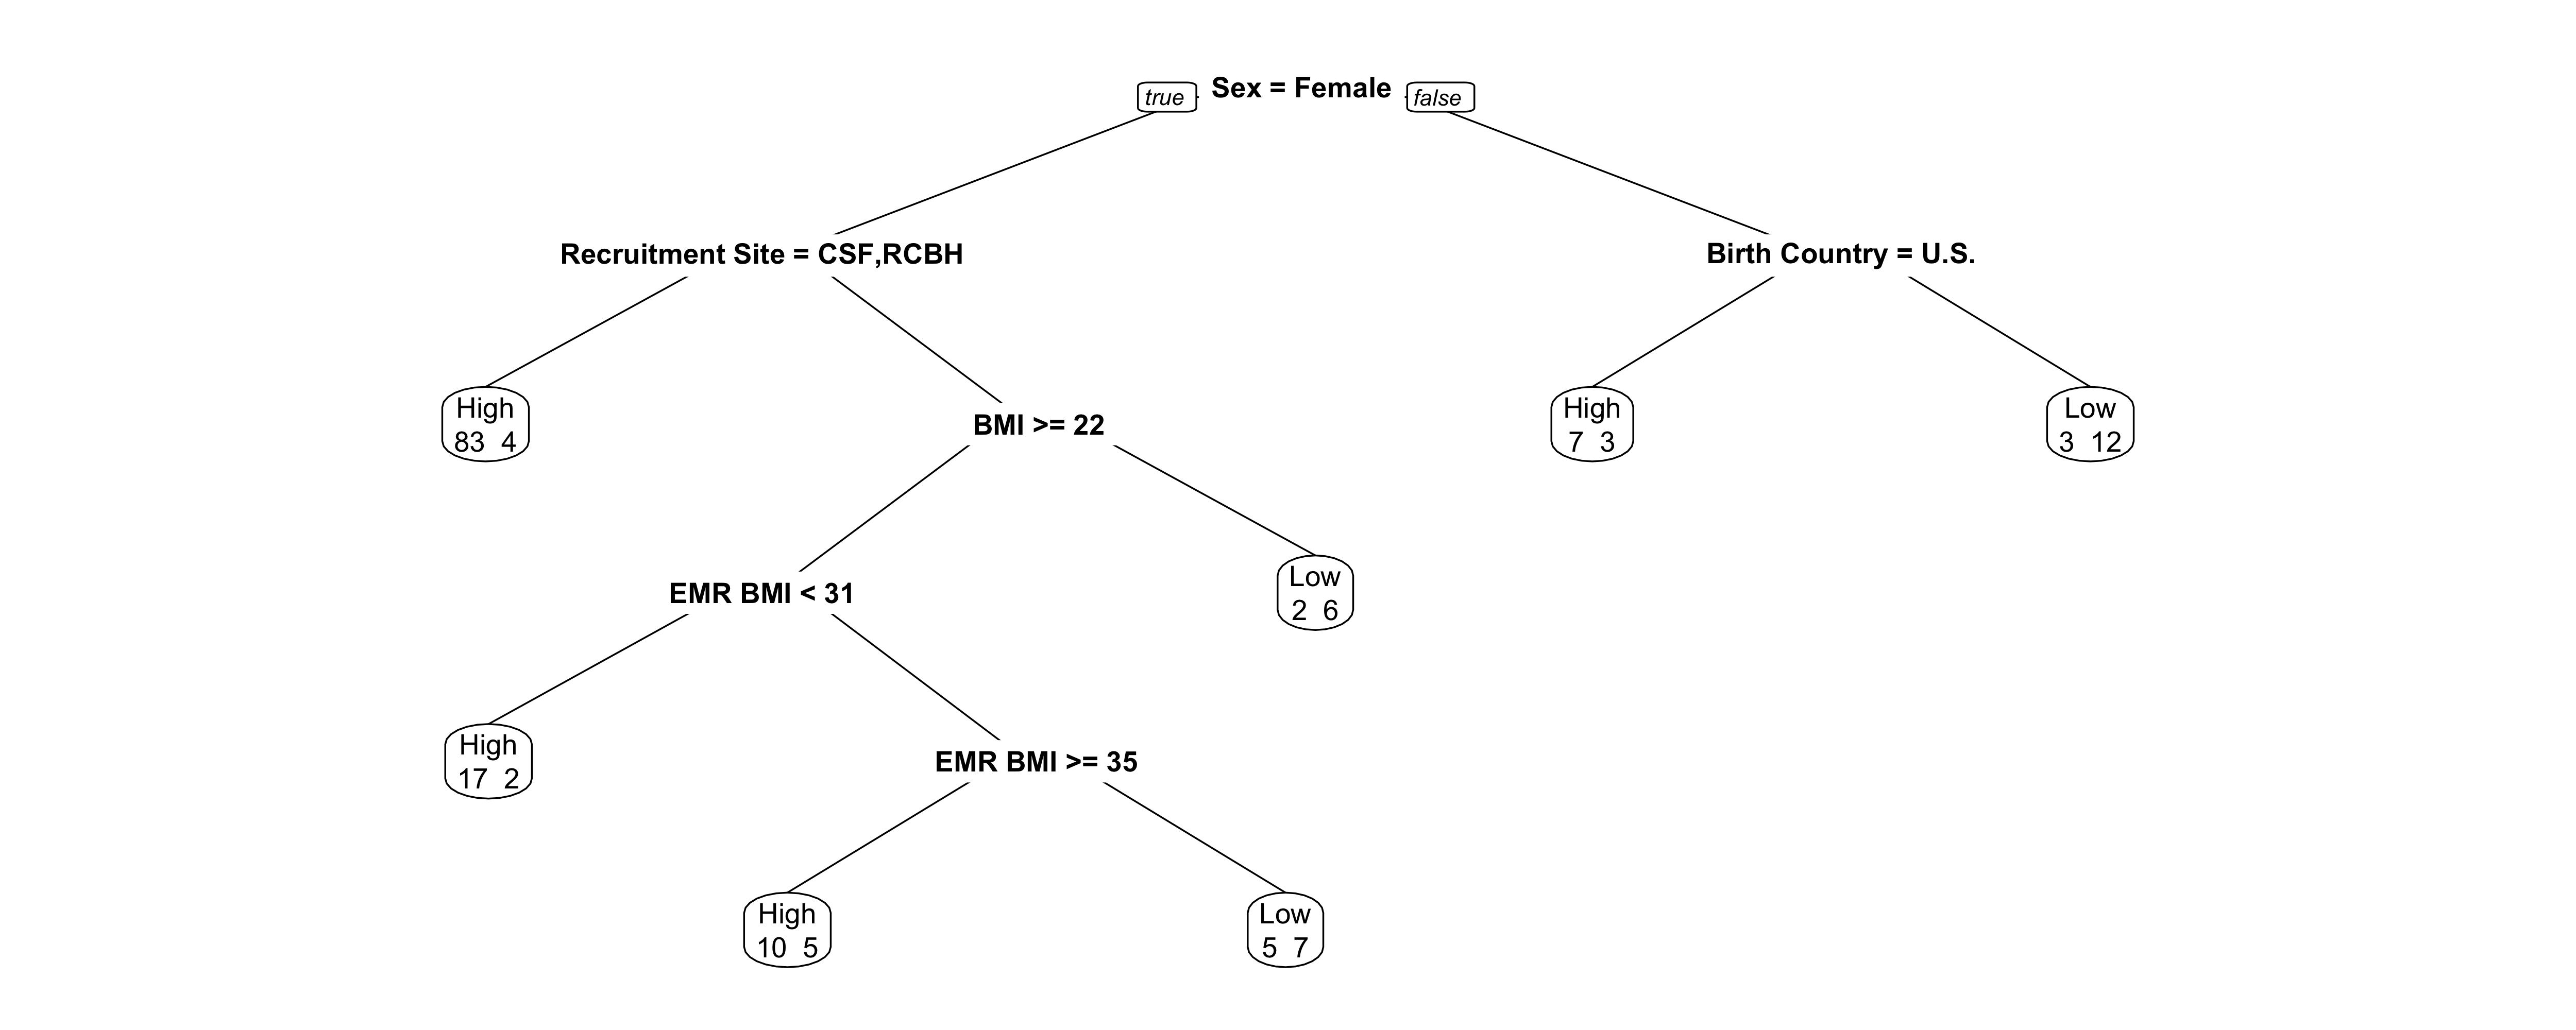 Sex = Female
true
false
Recruitment Site = CSF,RCBH
Birth Country = U.S.
High
83 4
BMI >= 22
High
7 3
Low
3 12
EMR BMI < 31
Low
2 6
High
17 2
EMR BMI >= 35
High
10 5
Low
5 7